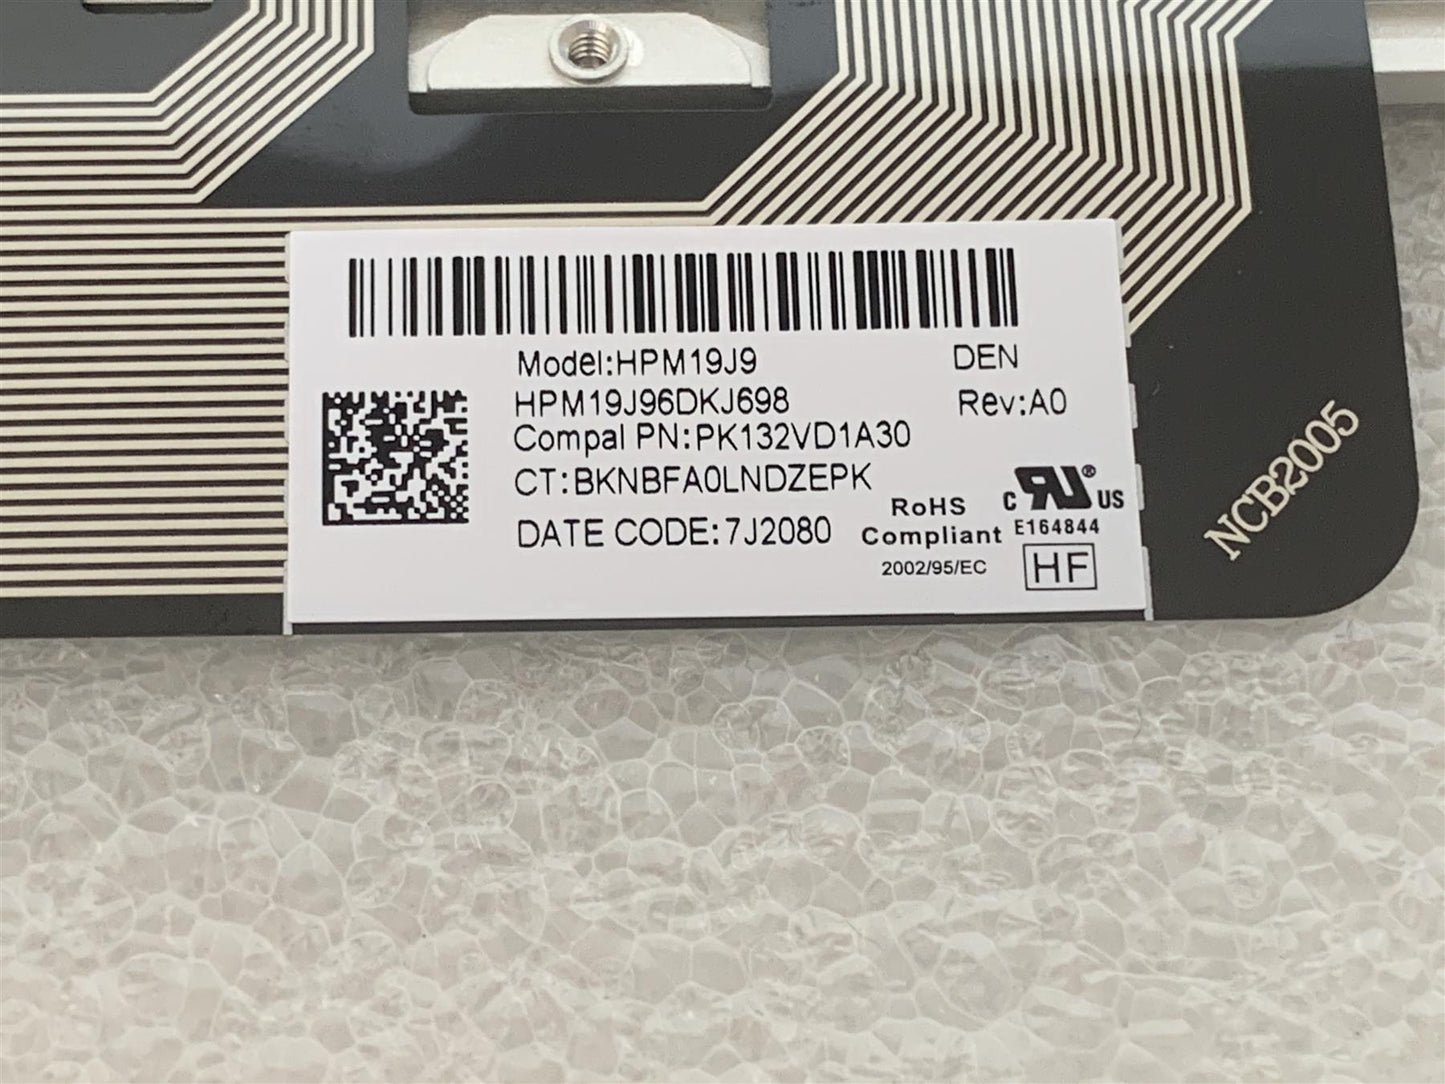 Model:HPM19J9 DEN
HPM19J96DKJ698 Rev:A0
Compal PN:PK132VD1A30
CT:BKNBFA0LNDZEPK
DATE CODE:7J2080
RoHS
Compliant
2002/95/EC
C RU ® US
E164844
HF
NCB2005